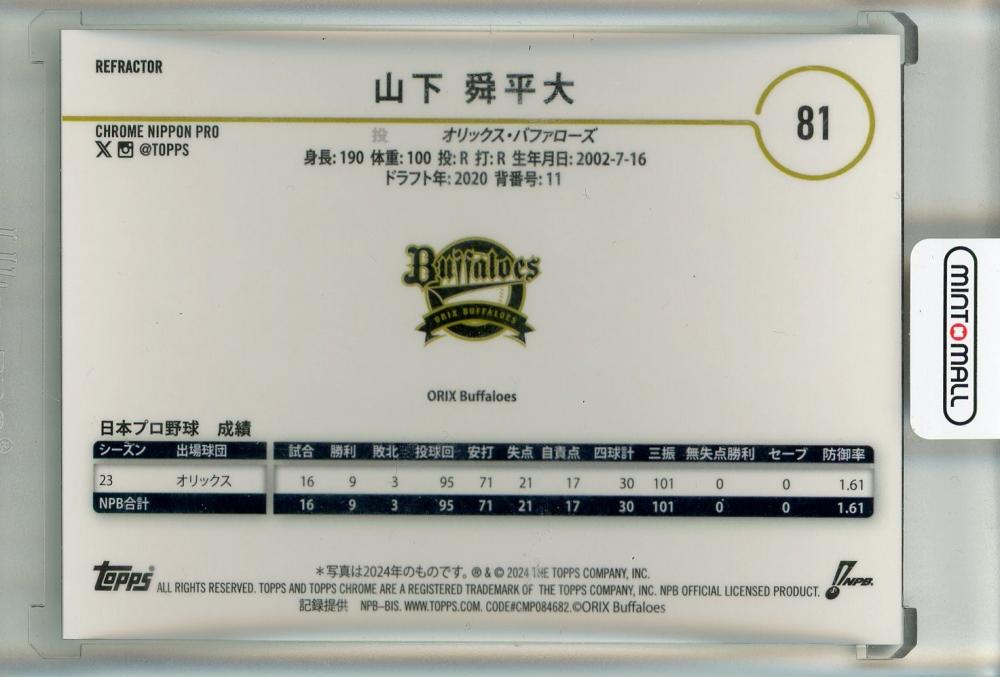 REFRACTOR
山下 舜平大
81
CHROME NIPPON PRO
@TOPPS
投 オリックス・バファローズ
身長: 190 体重: 100 投: R 打: R 生年月日: 2002-7-16
ドラフト年: 2020 背番号: 11
Buffaloes
ORIX BUFFALOES
ORIX Buffaloes
日本プロ野球 成績
シーズン 出場球団 試合 勝利 敗北 投球回 安打 失点 自責点 四球計 三振 無失点勝利 セーブ 防御率
23 オリックス 16 9 3 95 71 21 17 30 101 0 0 1.61
NPB合計 16 9 3 95 71 21 17 30 101 0 0 1.61
topps
＊写真は2024年のものです。 ® & © 2024 THE TOPPS COMPANY, INC.
ALL RIGHTS RESERVED. TOPPS AND TOPPS CHROME ARE A REGISTERED TRADEMARK OF THE TOPPS COMPANY, INC. NPB OFFICIAL LICENSED PRODUCT.
記録提供 NPB–BIS. WWW.TOPPS.COM. CODE#CMP084682.©ORIX Buffaloes
NPB.
MINTOMALL